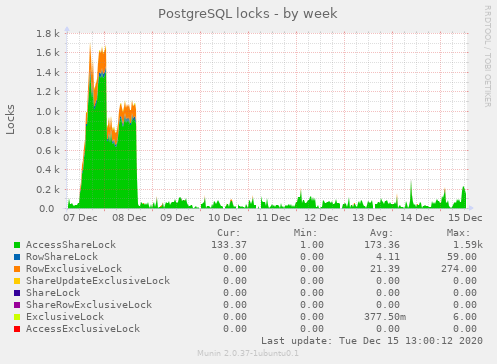 PostgreSQL locks - by week
RRDTOOL / TOBI OETIKER
Locks
1.8 k
1.6 k
1.4 k
1.2 k
1.0 k
0.8 k
0.6 k
0.4 k
0.2 k
0.0
07 Dec 08 Dec 09 Dec 10 Dec 11 Dec 12 Dec 13 Dec 14 Dec 15 Dec
Cur: Min: Avg: Max:
AccessShareLock 133.37 1.00 173.36 1.59k
RowShareLock 0.00 0.00 4.11 59.00
RowExclusiveLock 0.00 0.00 21.39 274.00
ShareUpdateExclusiveLock 0.00 0.00 0.00 0.00
ShareLock 0.00 0.00 0.00 0.00
ShareRowExclusiveLock 0.00 0.00 0.00 0.00
ExclusiveLock 0.00 0.00 377.50m 6.00
AccessExclusiveLock 0.00 0.00 0.00 0.00
Last update: Tue Dec 15 13:00:12 2020
Munin 2.0.37-1ubuntu0.1